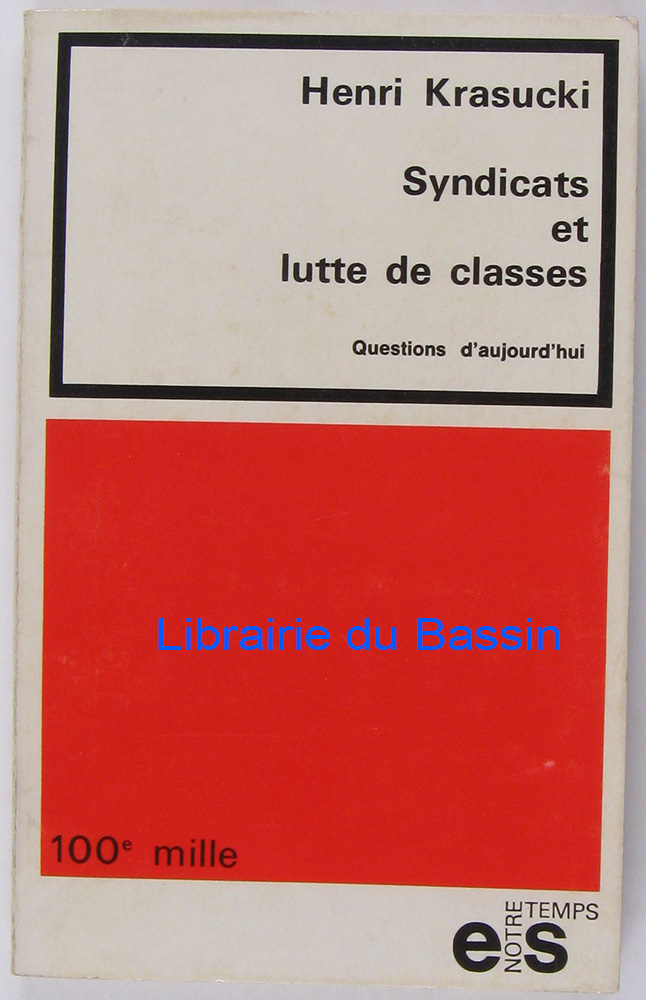 Henri Krasucki
Syndicats
et
lutte de classes
Questions d'aujourd'hui
Librairie du Bassin
100e mille
es
NOTRE
TEMPS